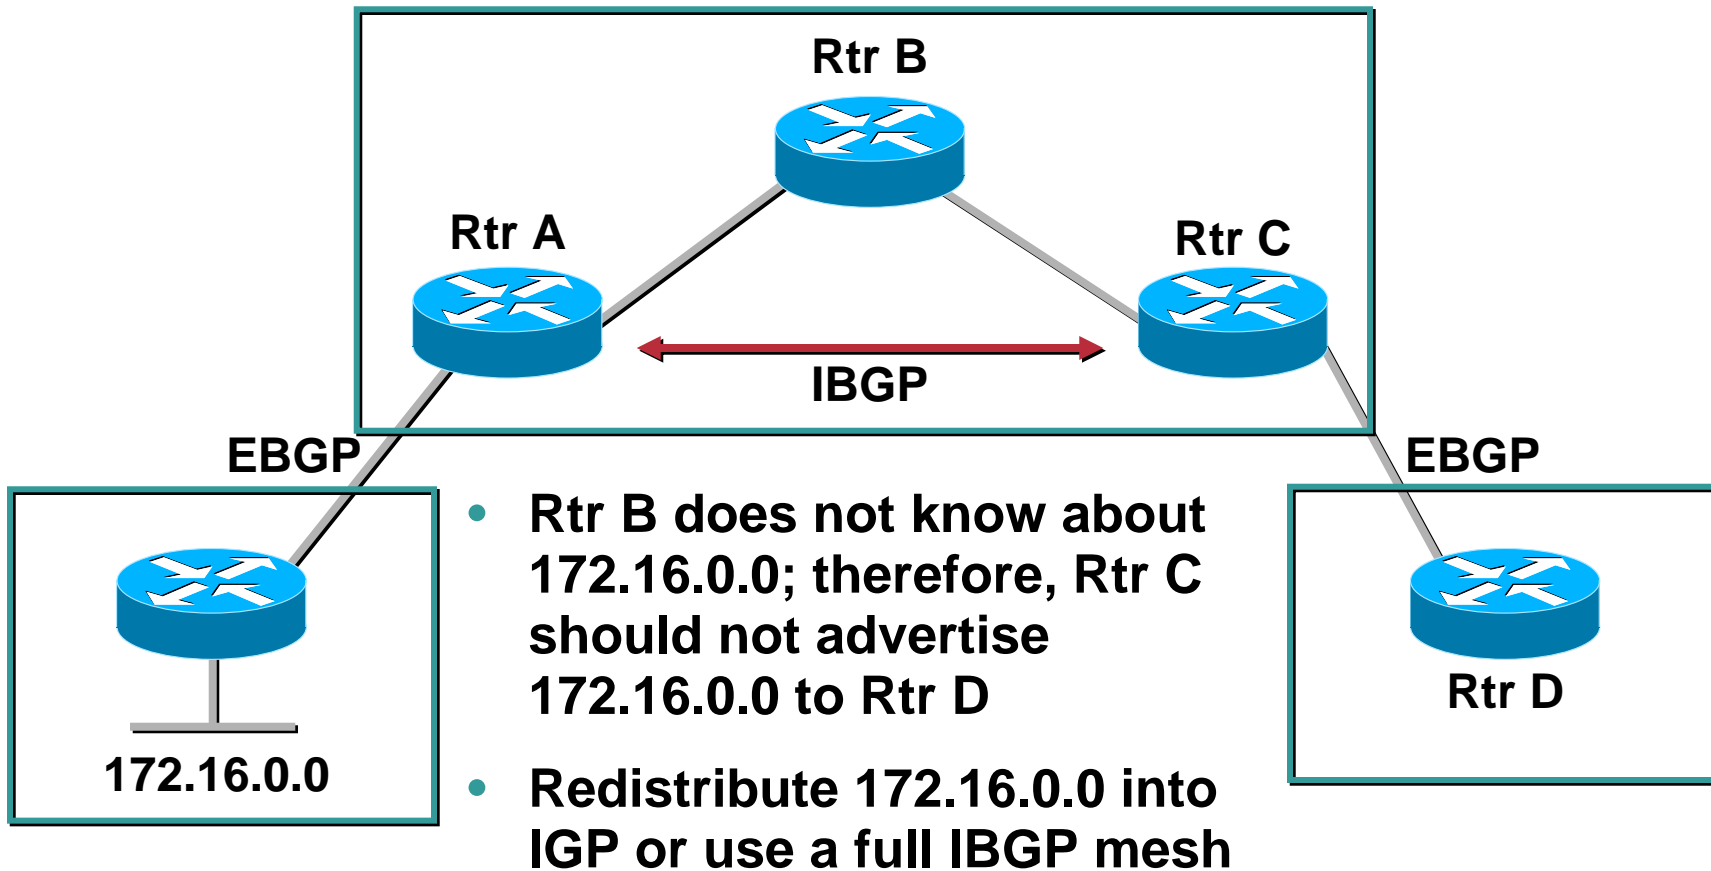 Rtr B
Rtr A
Rtr C
IBGP
EBGP
EBGP
172.16.0.0
• Rtr B does not know about
172.16.0.0; therefore, Rtr C
should not advertise
172.16.0.0 to Rtr D
• Redistribute 172.16.0.0 into
IGP or use a full IBGP mesh
Rtr D